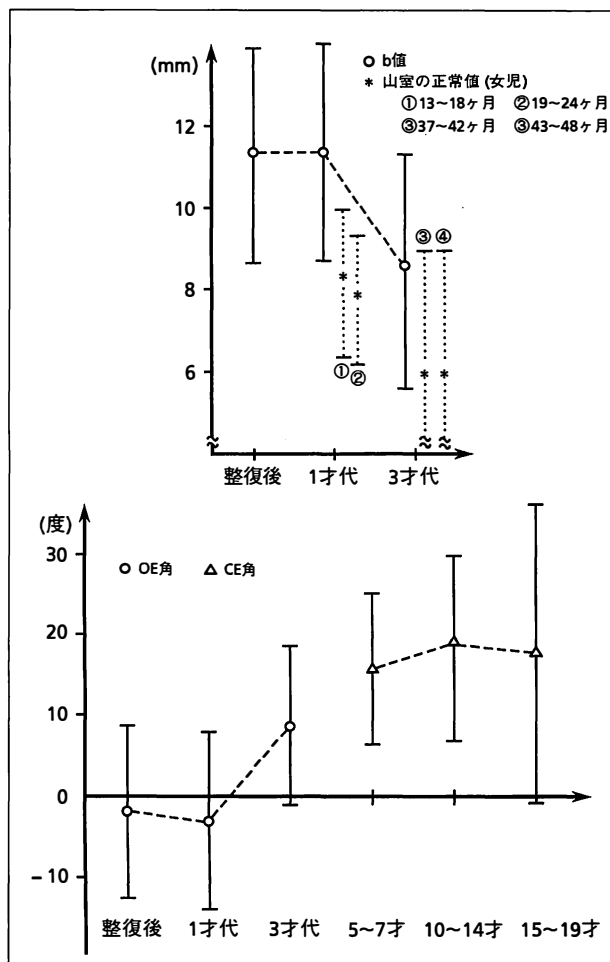 (mm)
○ b値
* 山室の正常値 (女児)
①13〜18ヶ月 ②19〜24ヶ月
③37〜42ヶ月 ③43〜48ヶ月
12
10
8
6
③ ④
① ②
整復後 1才代 3才代
(度)
○ OE角 △ CE角
30
20
10
0
−10
整復後 1才代 3才代 5〜7才 10〜14才 15〜19才